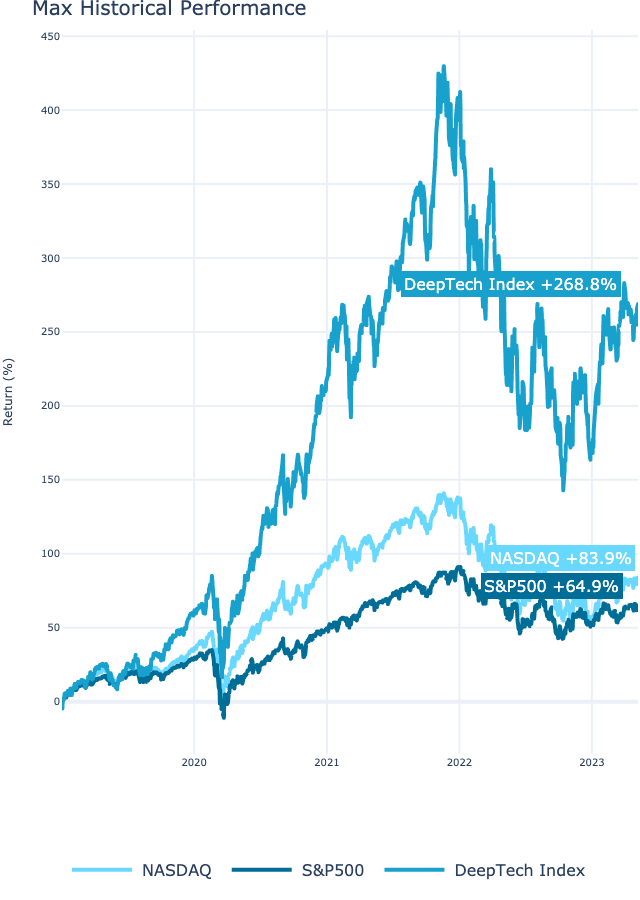 Max Historical Performance
450
400
350
300
DeepTech Index +268.8%
250
Return (%)
200
150
100
NASDAQ +83.9%
S&P500 +64.9%
50
0
2020 2021 2022 2023
NASDAQ S&P500 DeepTech Index